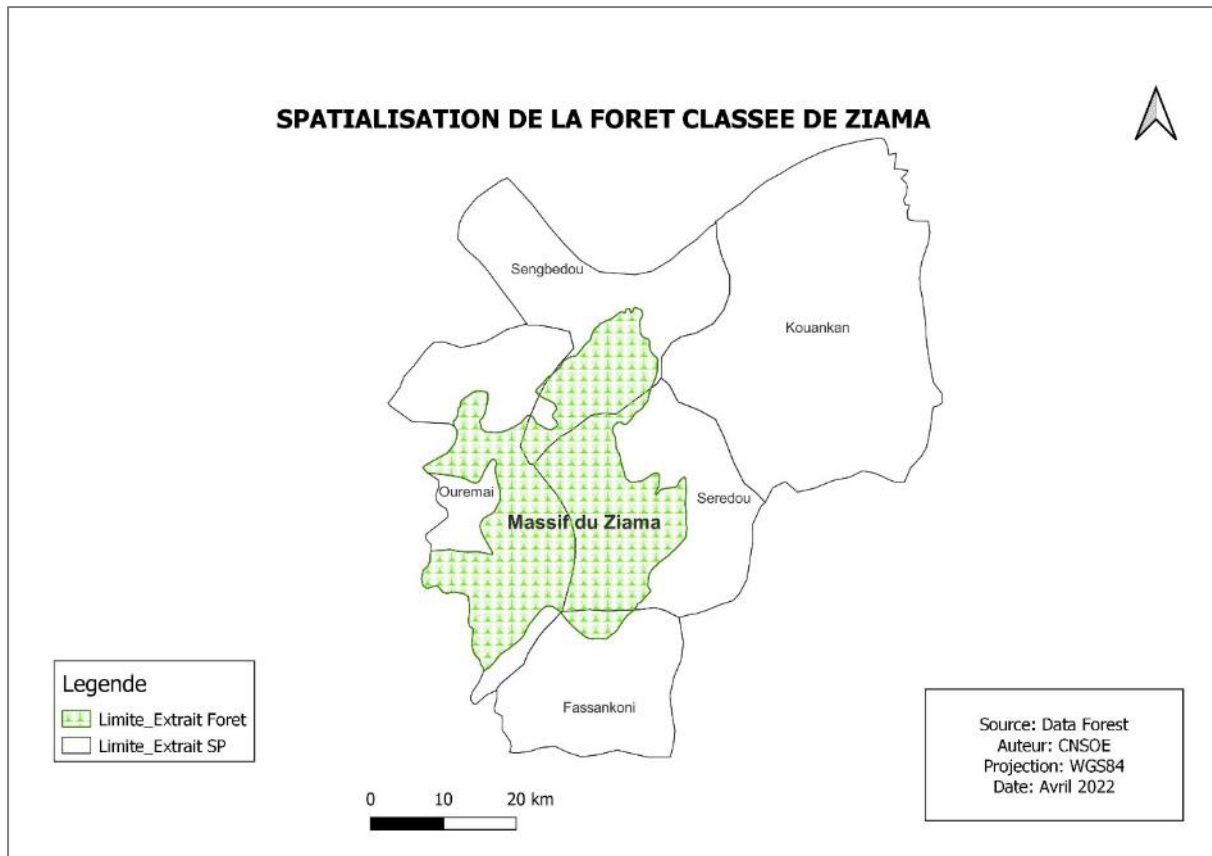 SPATIALISATION DE LA FORET CLASSEE DE ZIAMA
Sengbedou
Kouankan
Ouremai
Seredou
Massif du Ziama
Fassankoni
Legende
Limite_Extrait Foret
Limite_Extrait SP
0 10 20 km
Source: Data Forest
Auteur: CNSOE
Projection: WGS84
Date: Avril 2022